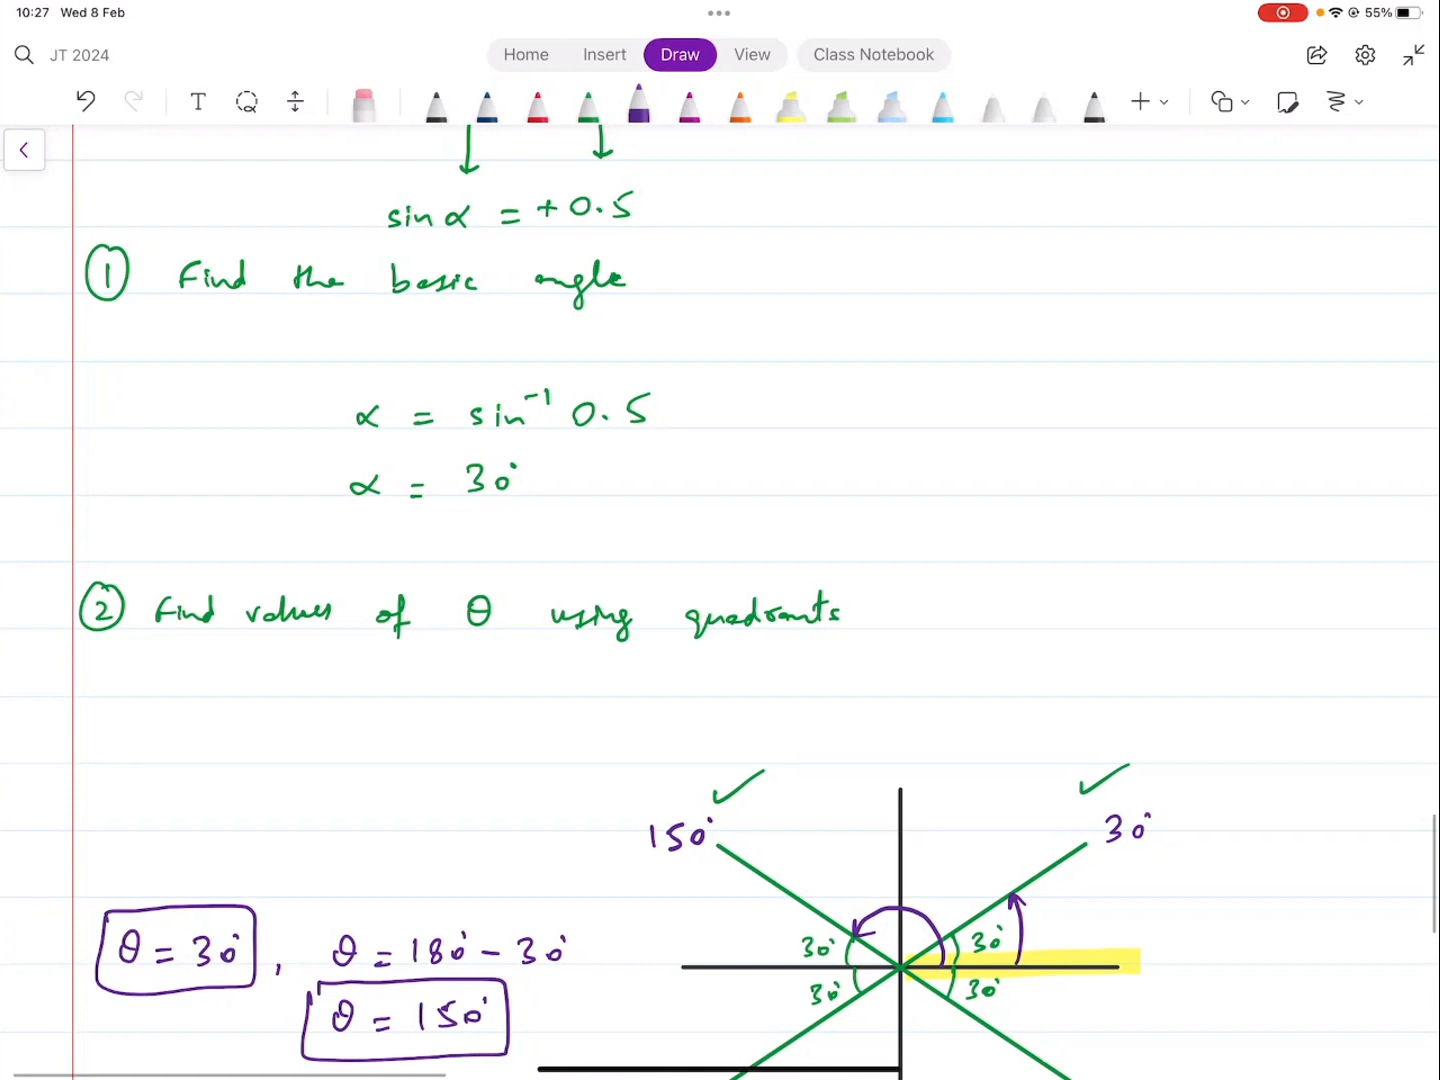 10:27 Wed 8 Feb
55%
JT 2024
Home Insert Draw View Class Notebook
T
sin α = + 0.5
① Find the basic angle
α = sin⁻¹ 0.5
α = 30°
② Find values of θ using quadrants
150° 30°
θ = 30° , θ = 180° − 30°
30° 30°
30° 30°
θ = 150°